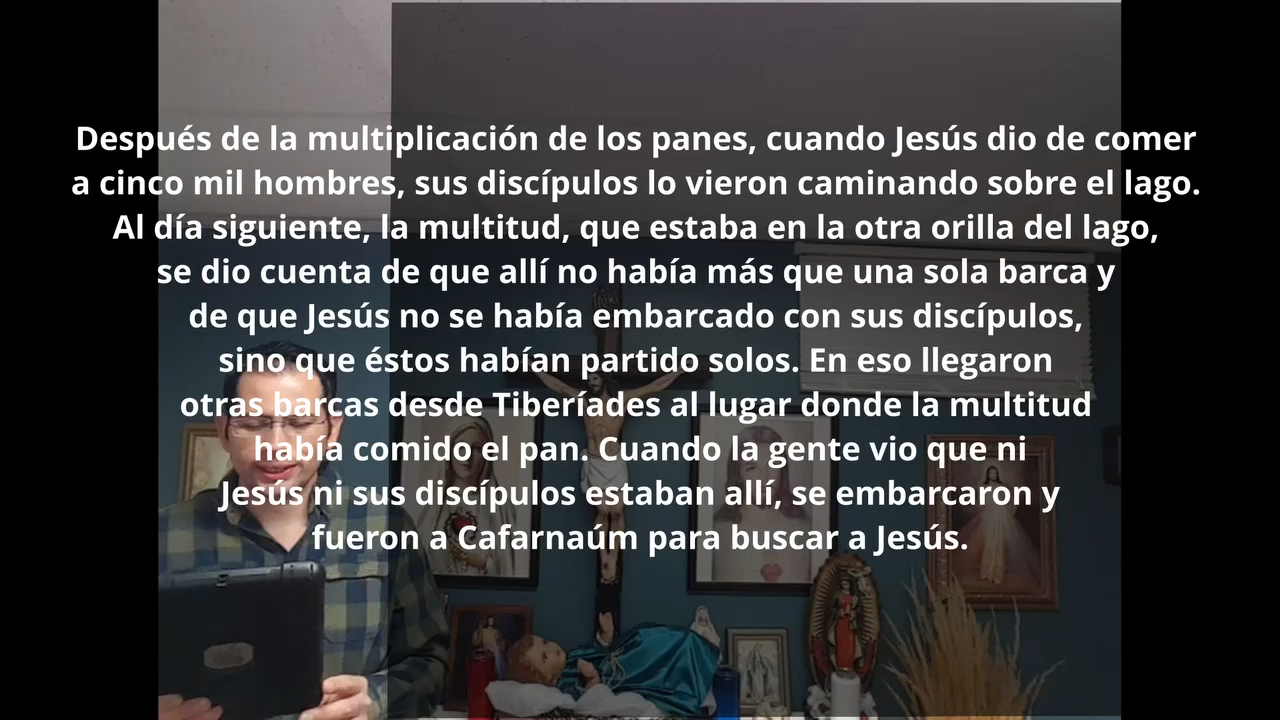 Después de la multiplicación de los panes, cuando Jesús dio de comer
a cinco mil hombres, sus discípulos lo vieron caminando sobre el lago.
Al día siguiente, la multitud, que estaba en la otra orilla del lago,
se dio cuenta de que allí no había más que una sola barca y
de que Jesús no se había embarcado con sus discípulos,
sino que éstos habían partido solos. En eso llegaron
otras barcas desde Tiberíades al lugar donde la multitud
había comido el pan. Cuando la gente vio que ni
Jesús ni sus discípulos estaban allí, se embarcaron y
fueron a Cafarnaúm para buscar a Jesús.